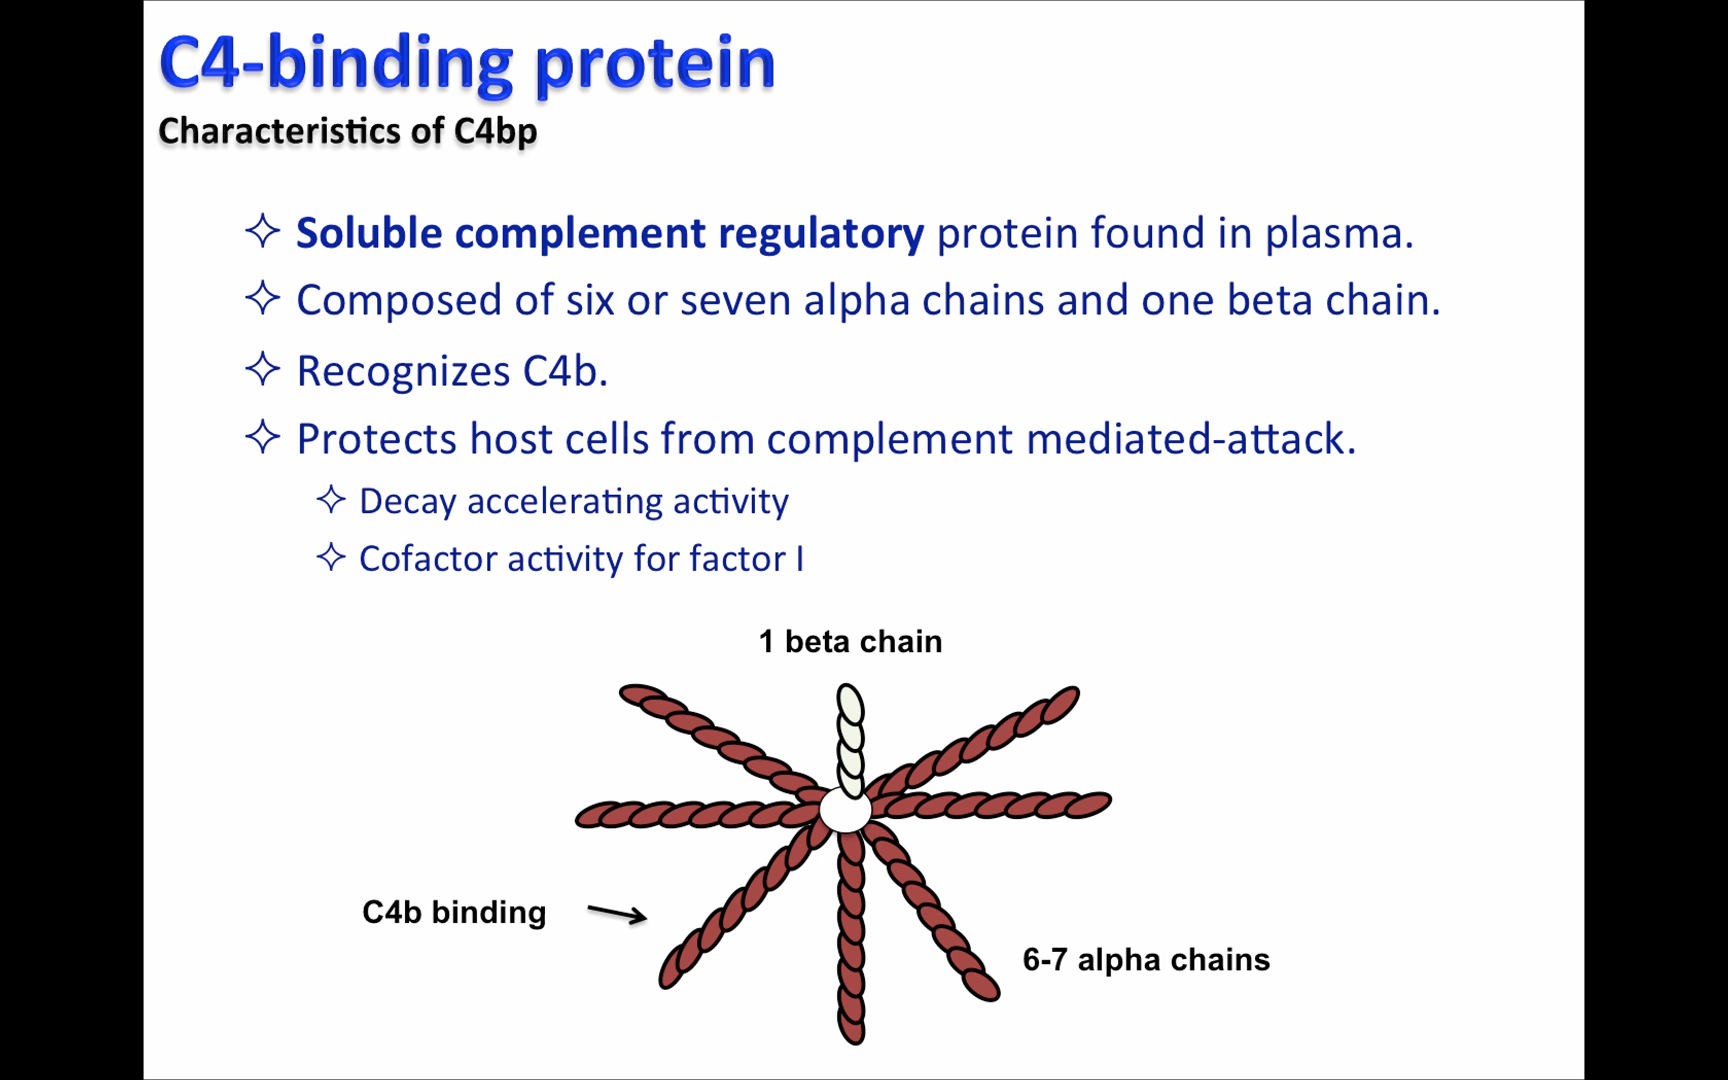 C4-binding protein
Characteristics of C4bp
Soluble complement regulatory protein found in plasma.
Composed of six or seven alpha chains and one beta chain.
Recognizes C4b.
Protects host cells from complement mediated-attack.
Decay accelerating activity
Cofactor activity for factor I
1 beta chain
C4b binding
6-7 alpha chains